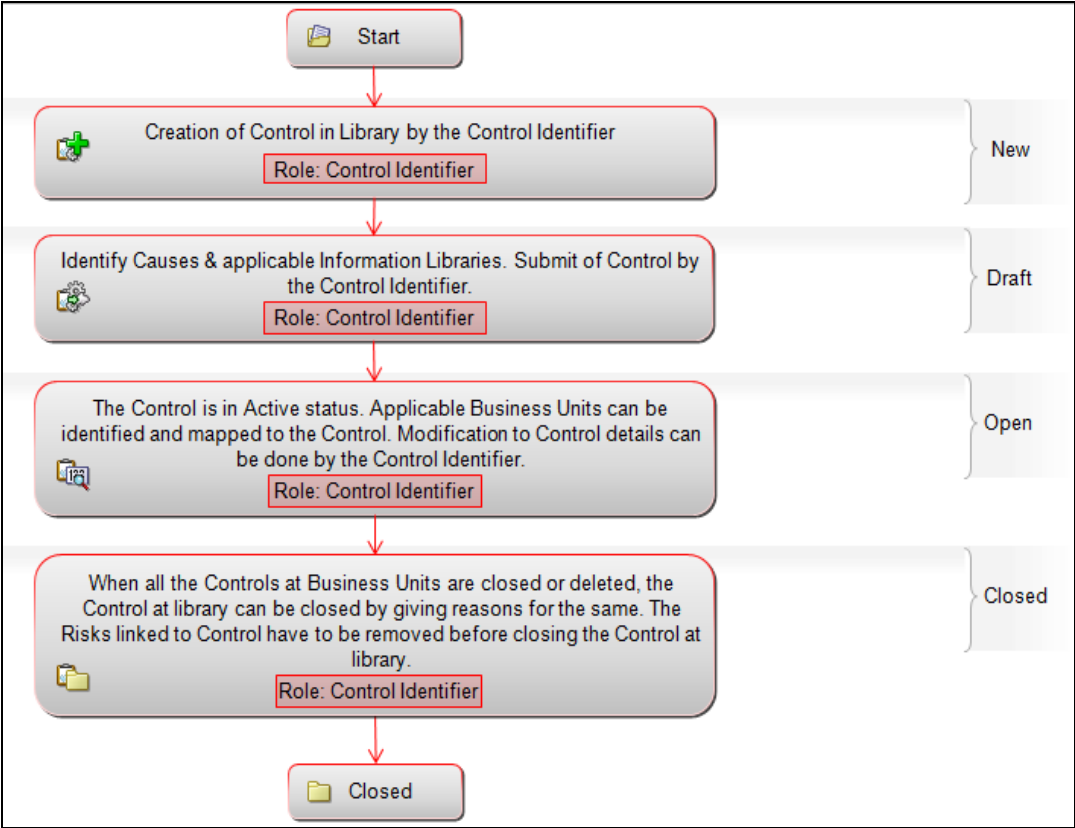 Start
Creation of Control in Library by the Control Identifier
Role: Control Identifier
New
Identify Causes & applicable Information Libraries. Submit of Control by
the Control Identifier.
Role: Control Identifier
Draft
The Control is in Active status. Applicable Business Units can be
identified and mapped to the Control. Modification to Control details can
be done by the Control Identifier.
Role: Control Identifier
Open
When all the Controls at Business Units are closed or deleted, the
Control at library can be closed by giving reasons for the same. The
Risks linked to Control have to be removed before closing the Control at
library.
Role: Control Identifier
Closed
Closed